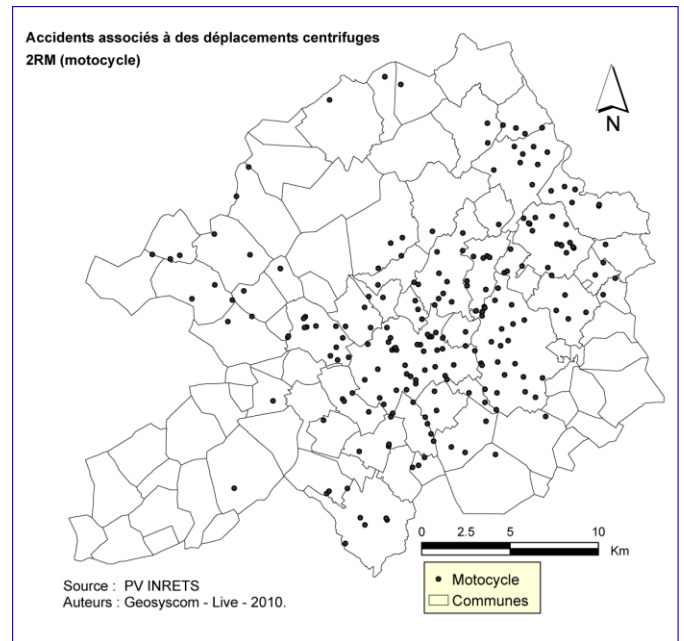 Accidents associés à des déplacements centrifuges
2RM (motocycle)
N
0 2.5 5 10
Km
Motocycle
Communes
Source : PV INRETS
Auteurs : Geosyscom - Live - 2010.